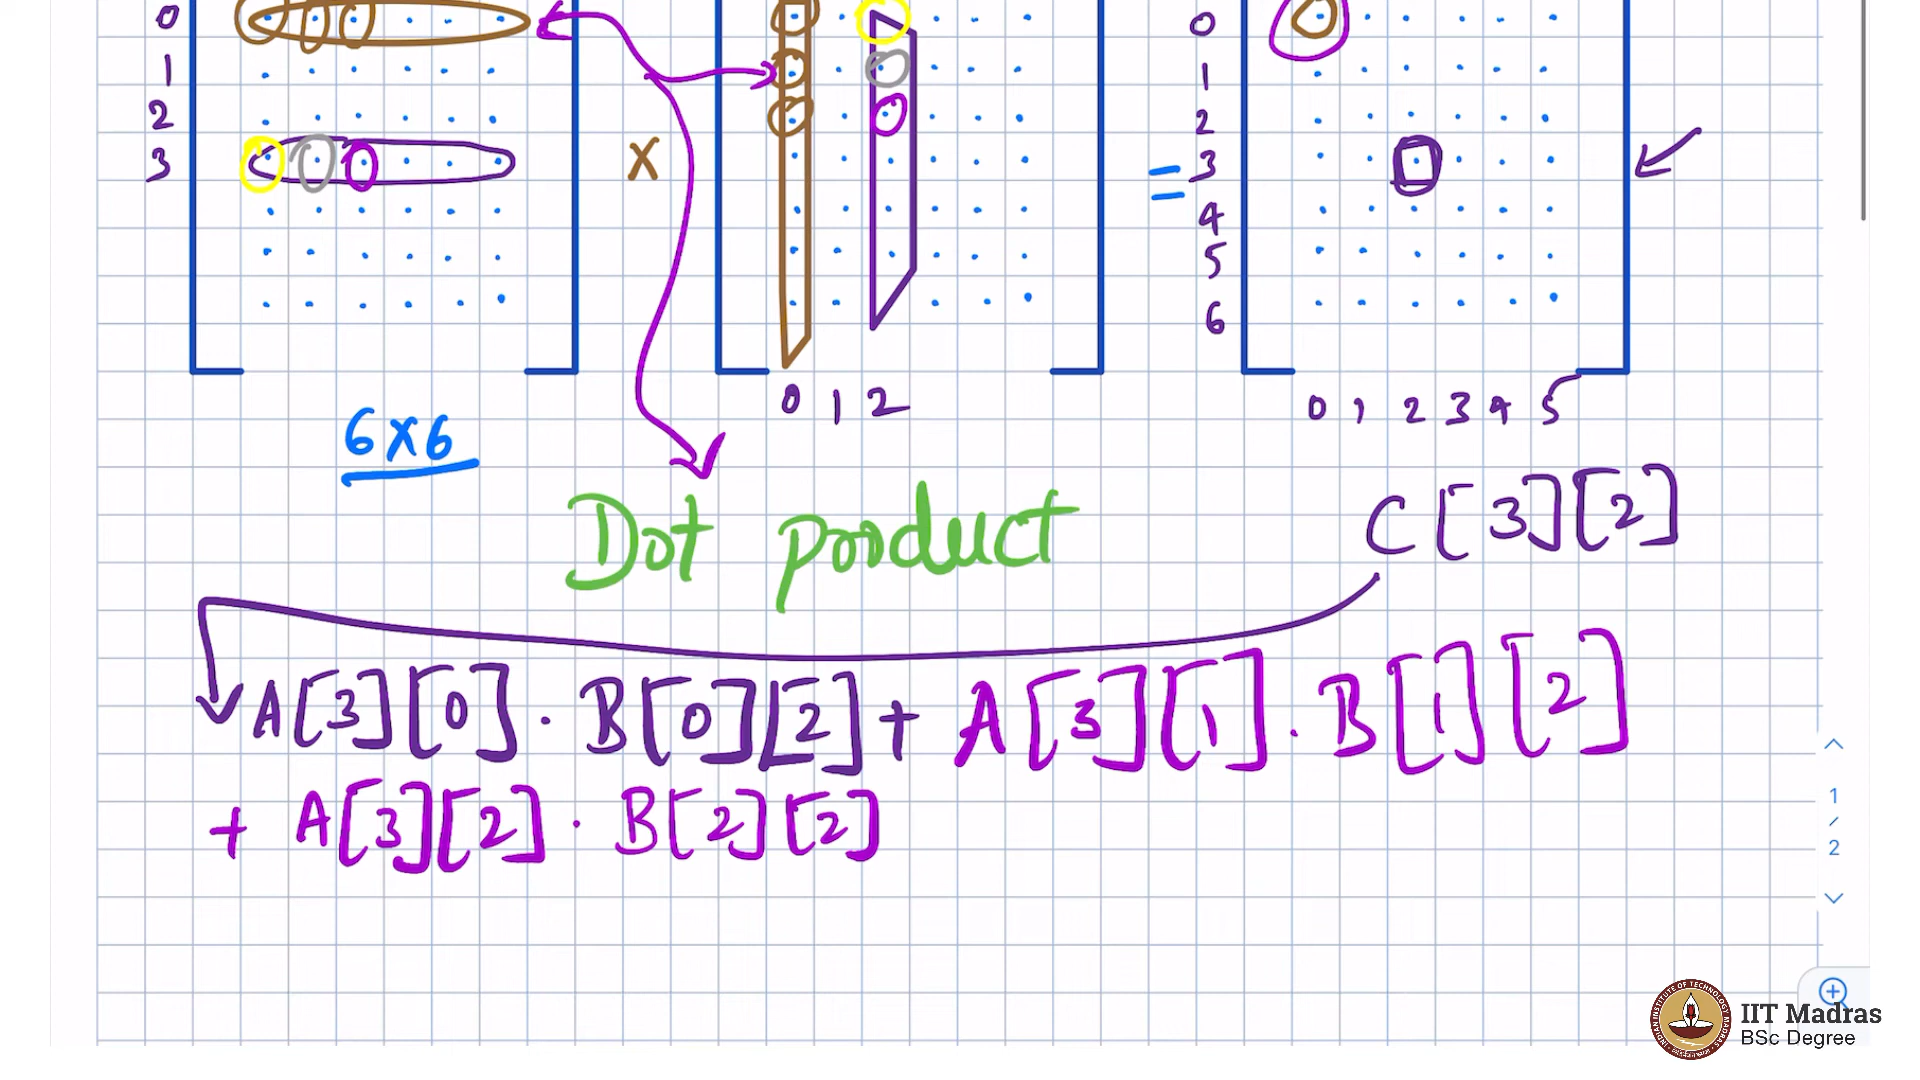 0
0
1
1
2
2
3
X
=
3
4
5
6
0 1 2
0 1 2 3 4 5
6X6
C[3][2]
Dot product
A[3][0] · B[0][2] + A[3][1] · B[1][2]
+ A[3][2] · B[2][2]
1
/
2
IIT Madras
BSc Degree